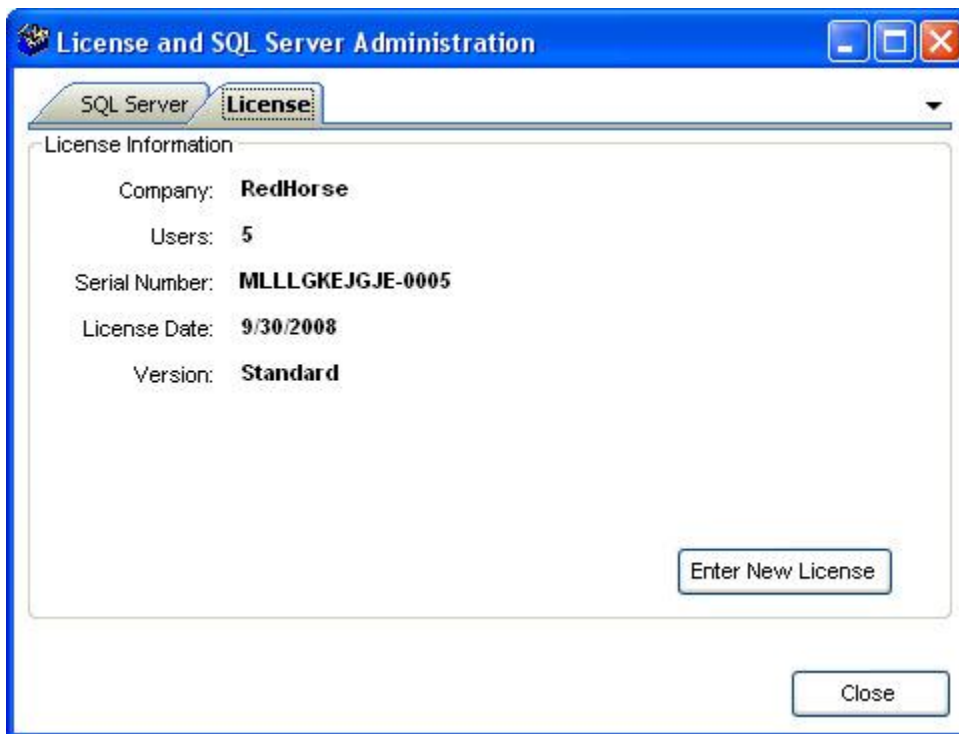 License and SQL Server Administration
SQL Server License
License Information
Company: RedHorse
Users: 5
Serial Number: MLLLGKEJGJE-0005
License Date: 9/30/2008
Version: Standard
Enter New License
Close